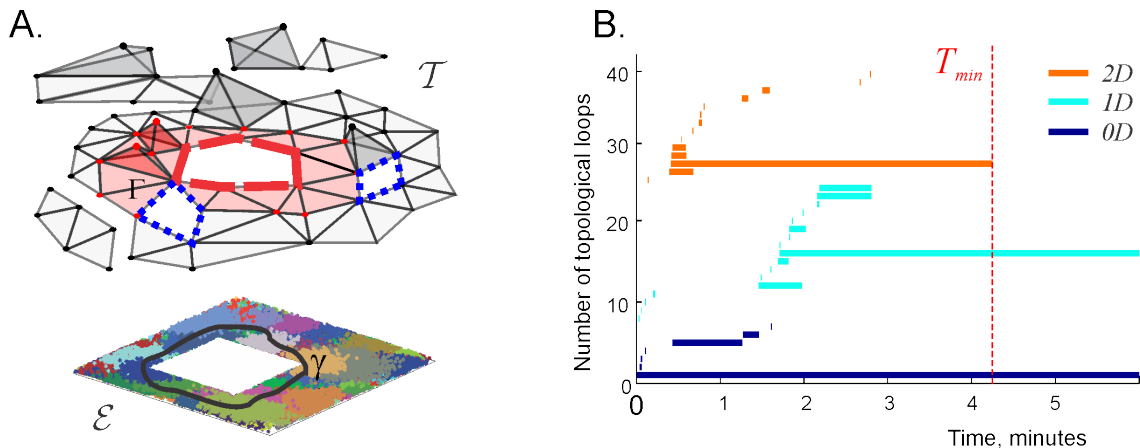 A.
𝒯
Γ
γ
ℰ
B.
Number of topological loops
40
30
20
10
0
T min
2D
1D
0D
0 1 2 3 4 5
Time, minutes